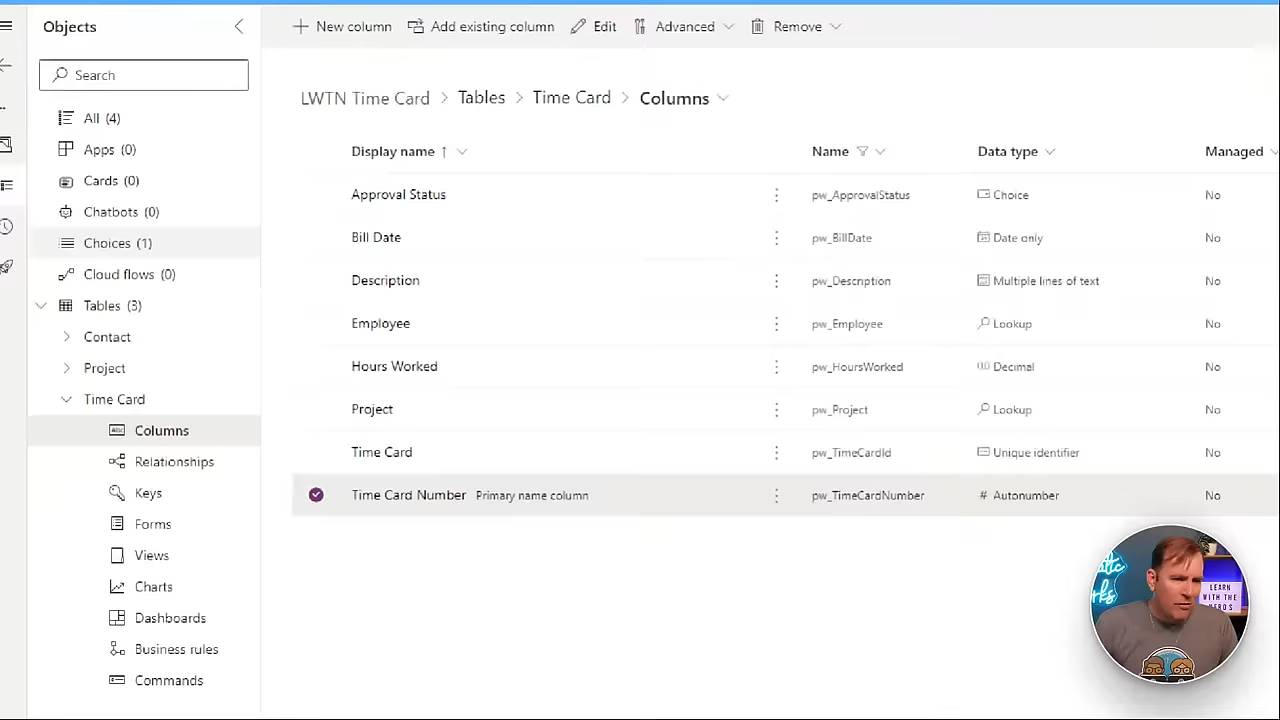 Objects
Search
All (4)
Apps (0)
Cards (0)
Chatbots (0)
Choices (1)
Cloud flows (0)
Tables (3)
Contact
Project
Time Card
Abc Columns
Relationships
Keys
Forms
Views
Charts
Dashboards
Business rules
Commands
New column Add existing column Edit Advanced Remove
LWTN Time Card > Tables > Time Card > Columns
Display name ↑ Name Data type Managed
Approval Status pw_ApprovalStatus Choice No
Bill Date pw_BillDate Date only No
Description pw_Description Multiple lines of text No
Employee pw_Employee Lookup No
Hours Worked pw_HoursWorked Decimal No
Project pw_Project Lookup No
Time Card pw_TimeCardId Unique identifier No
Time Card Number Primary name column pw_TimeCardNumber # Autonumber No
LEARN
WITH THE
NERDS